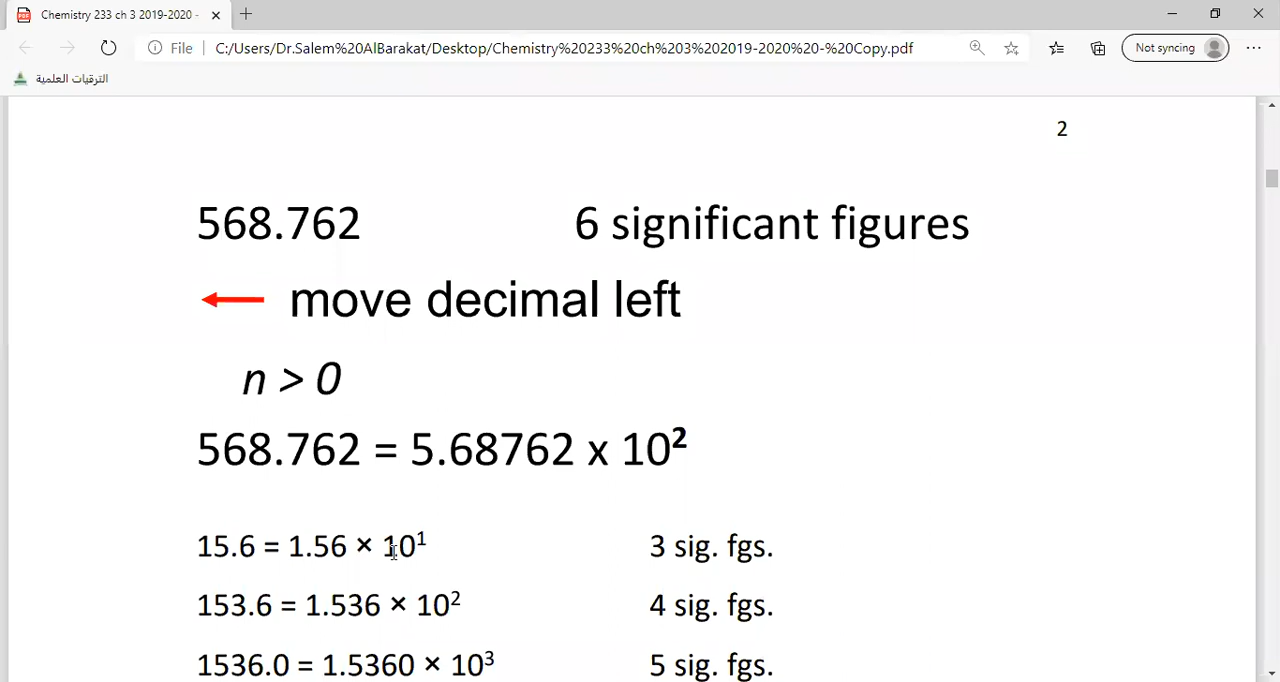 Chemistry 233 ch 3 2019-2020 -
File C:/Users/Dr.Salem%20AlBarakat/Desktop/Chemistry%20233%20ch%203%202019-2020%20-%20Copy.pdf Not syncing
الترقيات العلمية
2
568.762 6 significant figures
move decimal left
n > 0
568.762 = 5.68762 x 10²
15.6 = 1.56 × 10¹ 3 sig. fgs.
153.6 = 1.536 × 10² 4 sig. fgs.
1536.0 = 1.5360 × 10³ 5 sig. fgs.